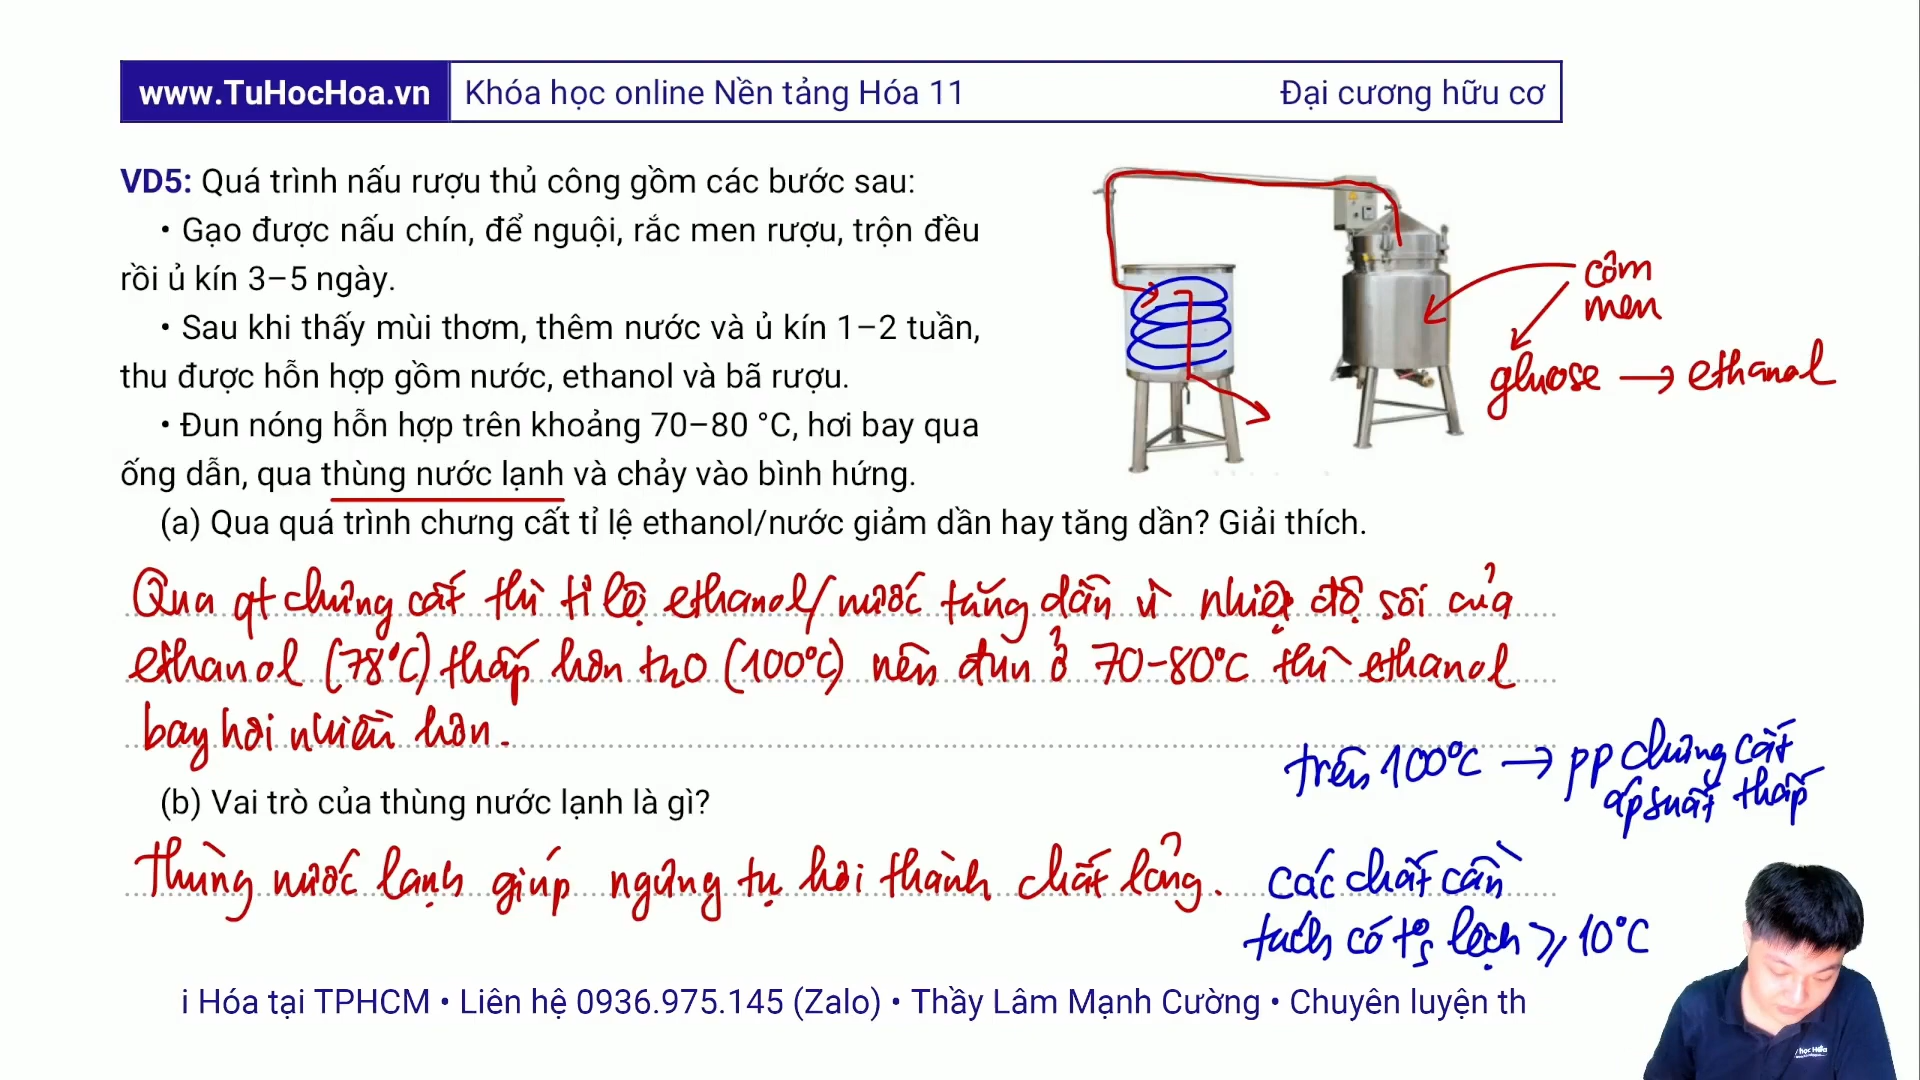 www.TuHocHoa.vn Khóa học online Nền tảng Hóa 11 Đại cương hữu cơ
VD5: Quá trình nấu rượu thủ công gồm các bước sau:
• Gạo được nấu chín, để nguội, rắc men rượu, trộn đều
rồi ủ kín 3–5 ngày.
• Sau khi thấy mùi thơm, thêm nước và ủ kín 1–2 tuần,
thu được hỗn hợp gồm nước, ethanol và bã rượu.
• Đun nóng hỗn hợp trên khoảng 70–80 °C, hơi bay qua
ống dẫn, qua thùng nước lạnh và chảy vào bình hứng.
cơm
men
glucose → ethanol
(a) Qua quá trình chưng cất tỉ lệ ethanol/nước giảm dần hay tăng dần? Giải thích.
Qua qt chưng cất thì tỉ lệ ethanol/nước tăng dần vì nhiệt độ sôi của
ethanol (78°C) thấp hơn H2O (100°C) nên đun ở 70-80°C thì ethanol
bay hơi nhiều hơn.
(b) Vai trò của thùng nước lạnh là gì?
Thùng nước lạnh giúp ngưng tụ hơi thành chất lỏng.
trên 100°C → pp chưng cất
áp suất thấp
các chất cần
tách có t°s lệch ≥ 10°C
i Hóa tại TPHCM • Liên hệ 0936.975.145 (Zalo) • Thầy Lâm Mạnh Cường • Chuyên luyện th